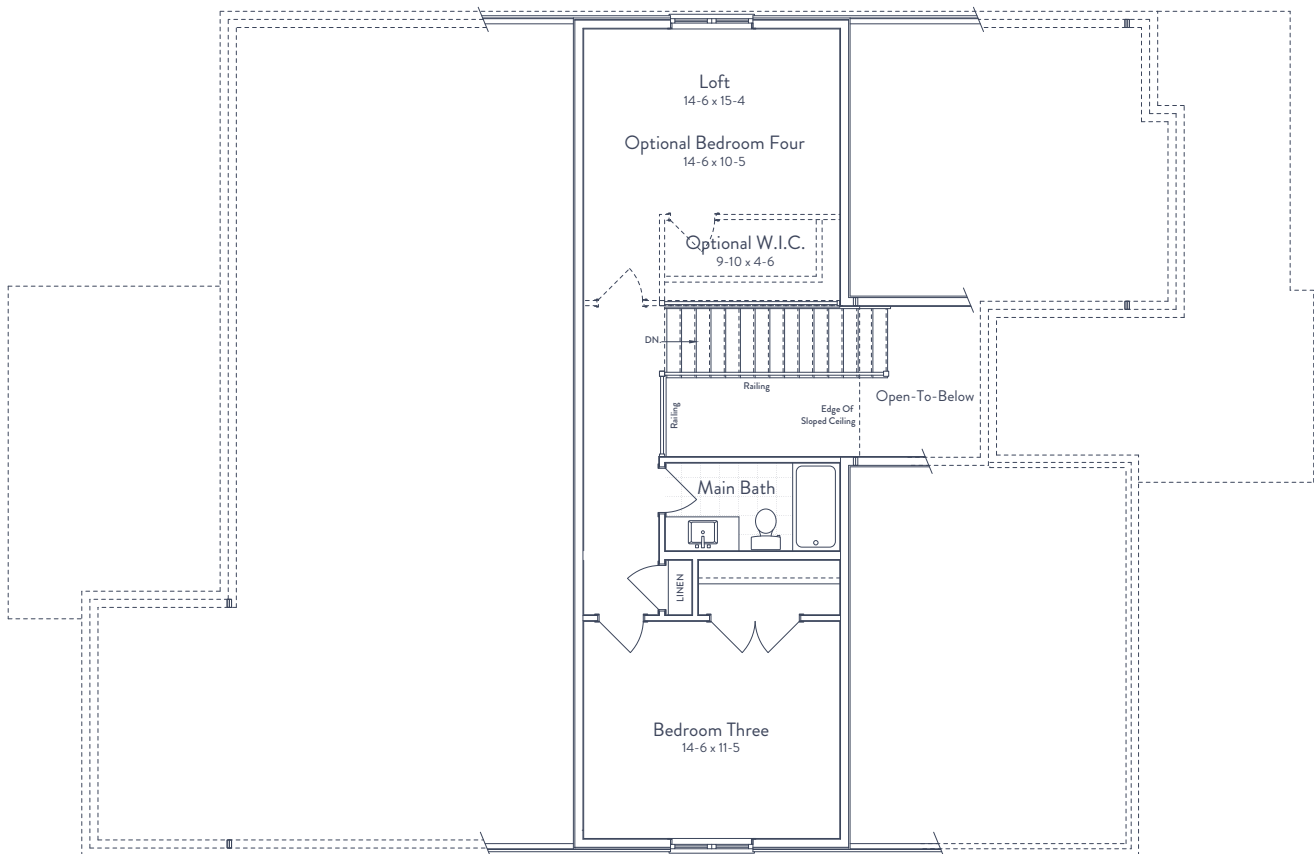 Loft
14-6 x 15-4
Optional Bedroom Four
14-6 x 10-5
Optional W.I.C.
9-10 x 4-6
DN
Railing
Railing
Edge Of
Sloped Ceiling
Open-To-Below
Main Bath
LINEN
Bedroom Three
14-6 x 11-5